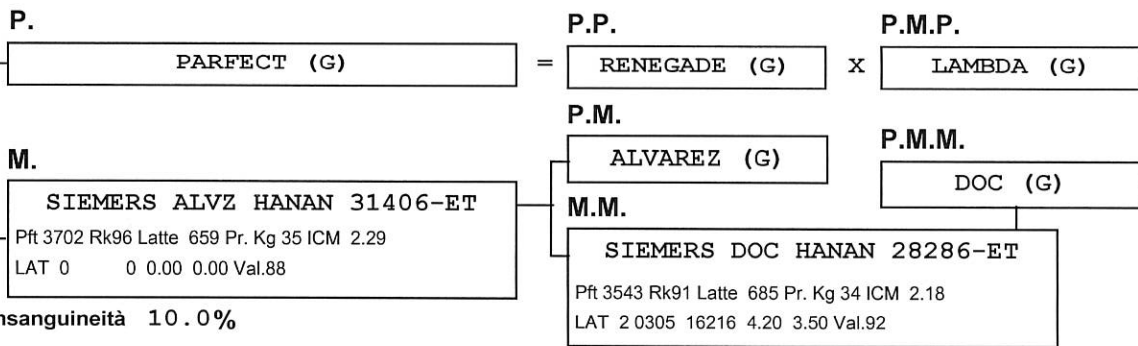 P. P.P. P.M.P.
PARFECT (G) = RENEGADE (G) X LAMBDA (G)
P.M. P.M.M.
M. ALVAREZ (G) DOC (G)
SIEMERS ALVZ HANAN 31406-ET
M.M.
Pft 3702 Rk96 Latte 659 Pr. Kg 35 ICM 2.29
LAT 0 0 0.00 0.00 Val.88
SIEMERS DOC HANAN 28286-ET
Pft 3543 Rk91 Latte 685 Pr. Kg 34 ICM 2.18
LAT 2 0305 16216 4.20 3.50 Val.92
nsanguineità 10.0%